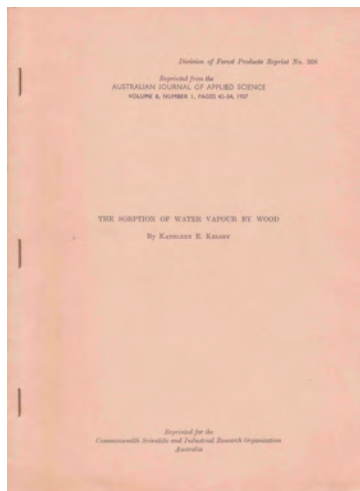 Division of Forest Products Reprint No. 308
Reprinted from the
AUSTRALIAN JOURNAL OF APPLIED SCIENCE
VOLUME 8, NUMBER 1, PAGES 42-54, 1957
THE SORPTION OF WATER VAPOUR BY WOOD
By Kathleen E. Kelsey
Reprinted for the
Commonwealth Scientific and Industrial Research Organization
Australia